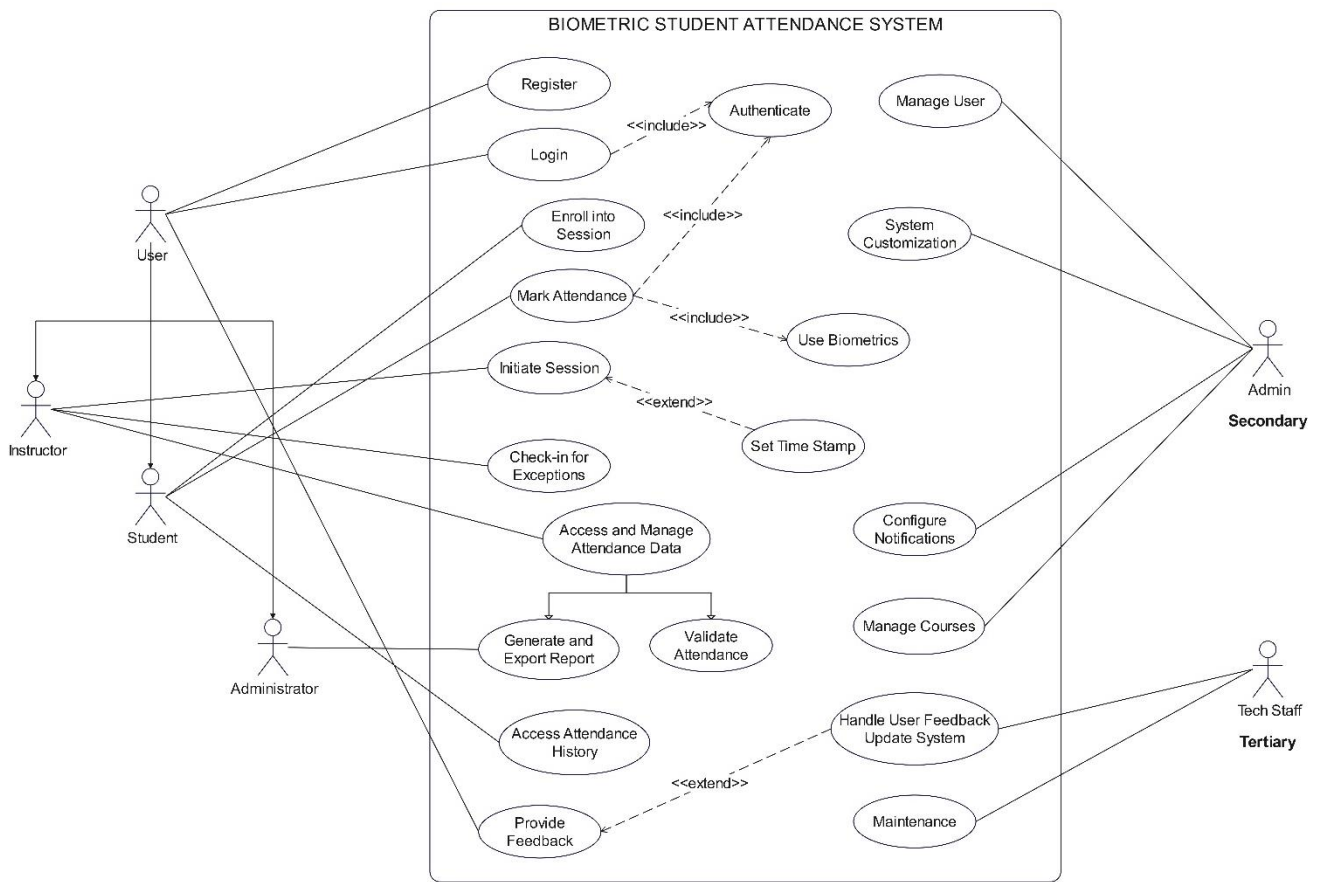 BIOMETRIC STUDENT ATTENDANCE SYSTEM
Register
Authenticate
Manage User
<<include>>
Login
User
<<include>>
Enroll into
Session
System
Customization
Mark Attendance
<<include>>
Use Biometrics
Instructor
Initiate Session
<<extend>>
Set Time Stamp
Admin
Secondary
Student
Check-in for
Exceptions
Access and Manage
Attendance Data
Configure
Notifications
Administrator
Generate and
Export Report
Validate
Attendance
Manage Courses
Access Attendance
History
Handle User Feedback
Update System
Tech Staff
Tertiary
<<extend>>
Provide
Feedback
Maintenance